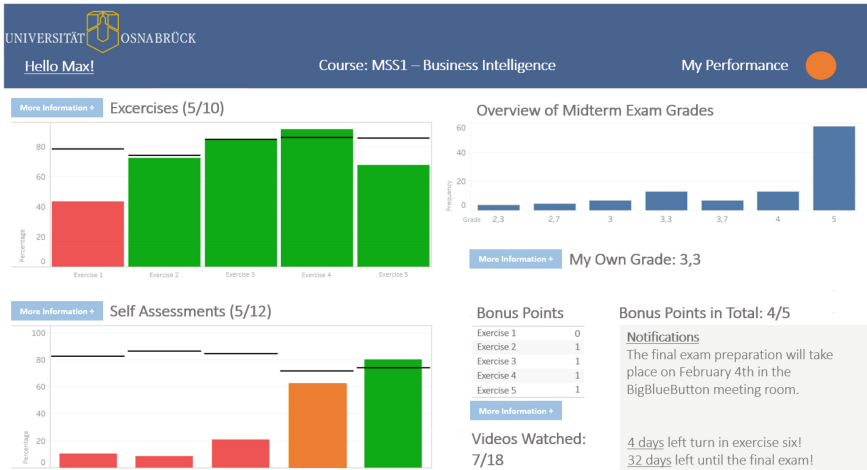 UNIVERSITÄT OSNABRÜCK
Hello Max!
Course: MSS1 – Business Intelligence
My Performance
More Information +
Excercises (5/10)
80
60
40
20
0
Percentage
Exercise 1
Exercise 2
Exercise 3
Exercise 4
Exercise 5
Overview of Midterm Exam Grades
60
40
20
0
Frequency
Grade 2,3 2,7 3 3,3 3,7 4 5
More Information +
My Own Grade: 3,3
More Information +
Self Assessments (5/12)
100
80
60
40
20
Percentage
Bonus Points
Exercise 1 0
Exercise 2 1
Exercise 3 1
Exercise 4 1
Exercise 5 1
More Information +
Videos Watched:
7/18
Bonus Points in Total: 4/5
Notifications
The final exam preparation will take
place on February 4th in the
BigBlueButton meeting room.
4 days left turn in exercise six!
32 days left until the final exam!